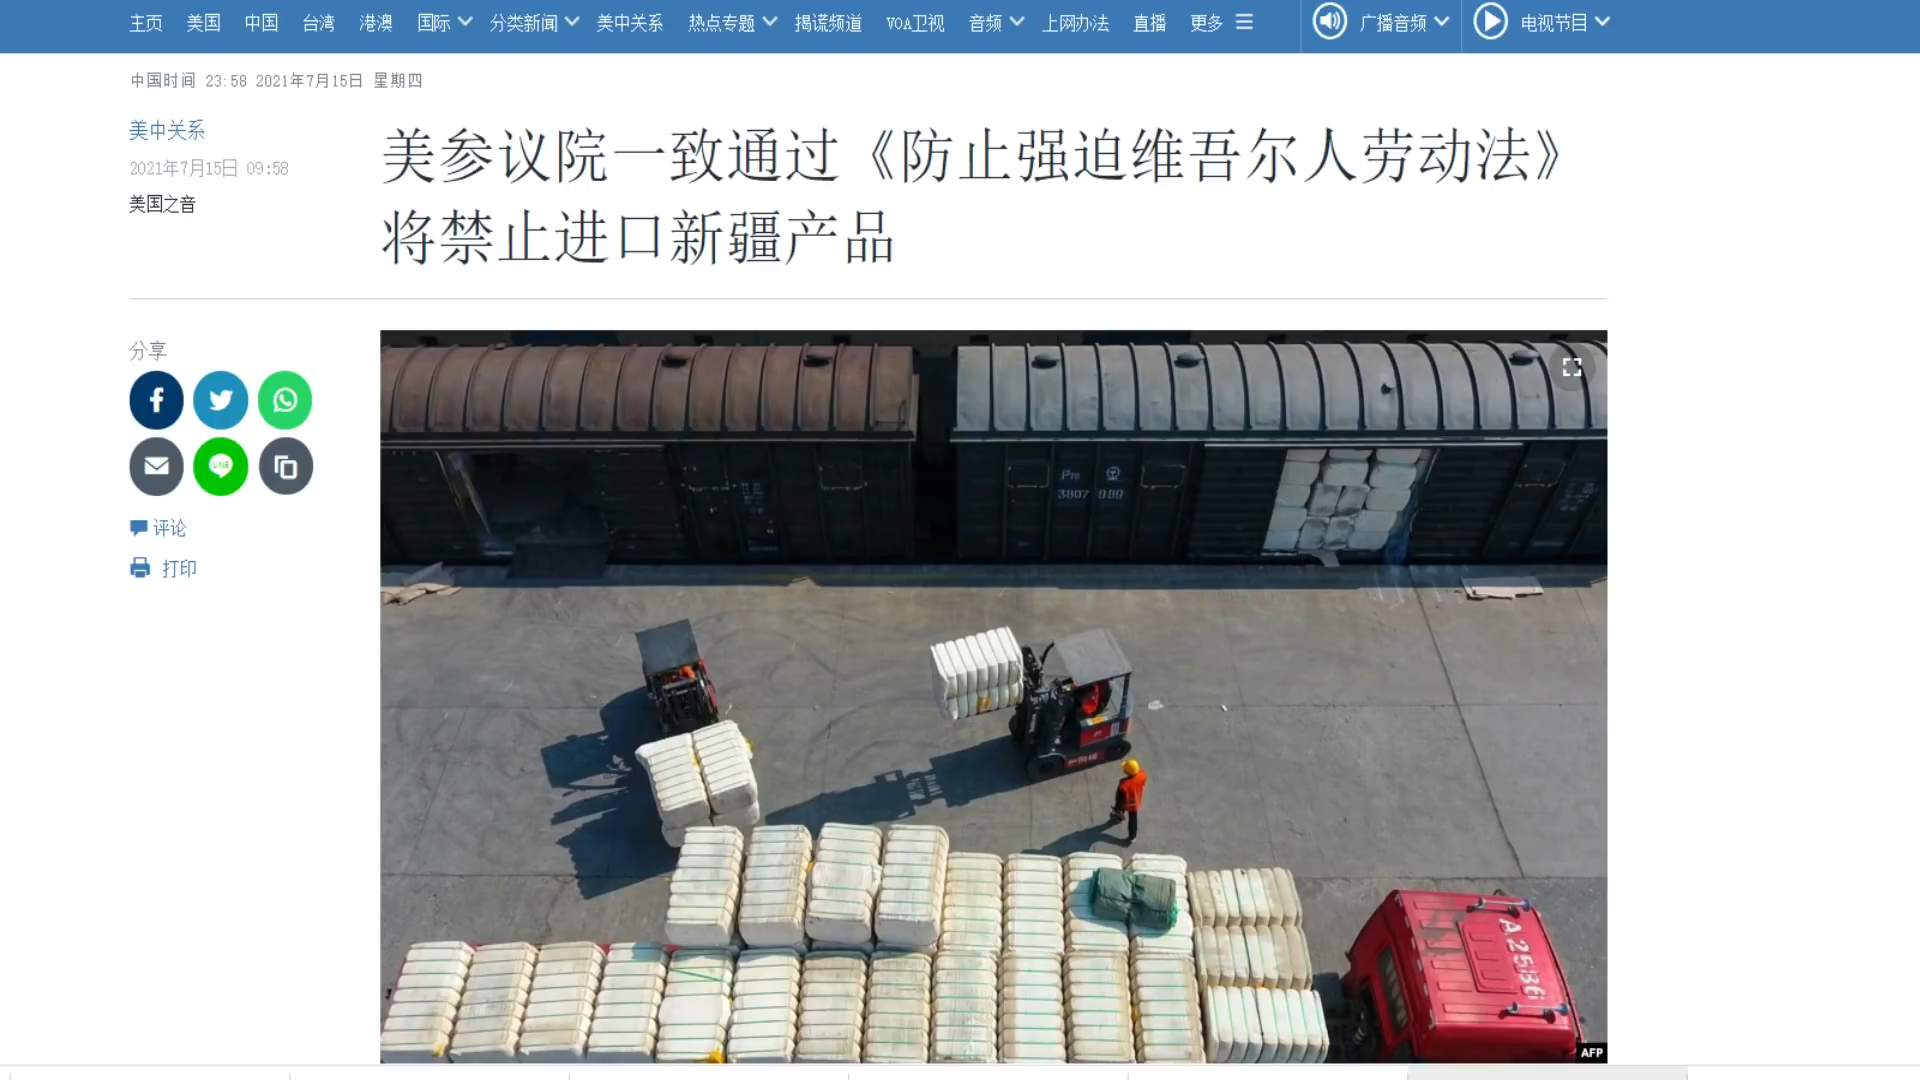 主页 美国 中国 台湾 港澳 国际 分类新闻 美中关系 热点专题 揭谎频道 VOA卫视 音频 上网办法 直播 更多 广播音频 电视节目
中国时间 23:58 2021年7月15日 星期四
美中关系
2021年7月15日 09:58
美国之音
美参议院一致通过《防止强迫维吾尔人劳动法》
将禁止进口新疆产品
分享
LINE
评论
打印
P70
3807 989
A 2536
AFP